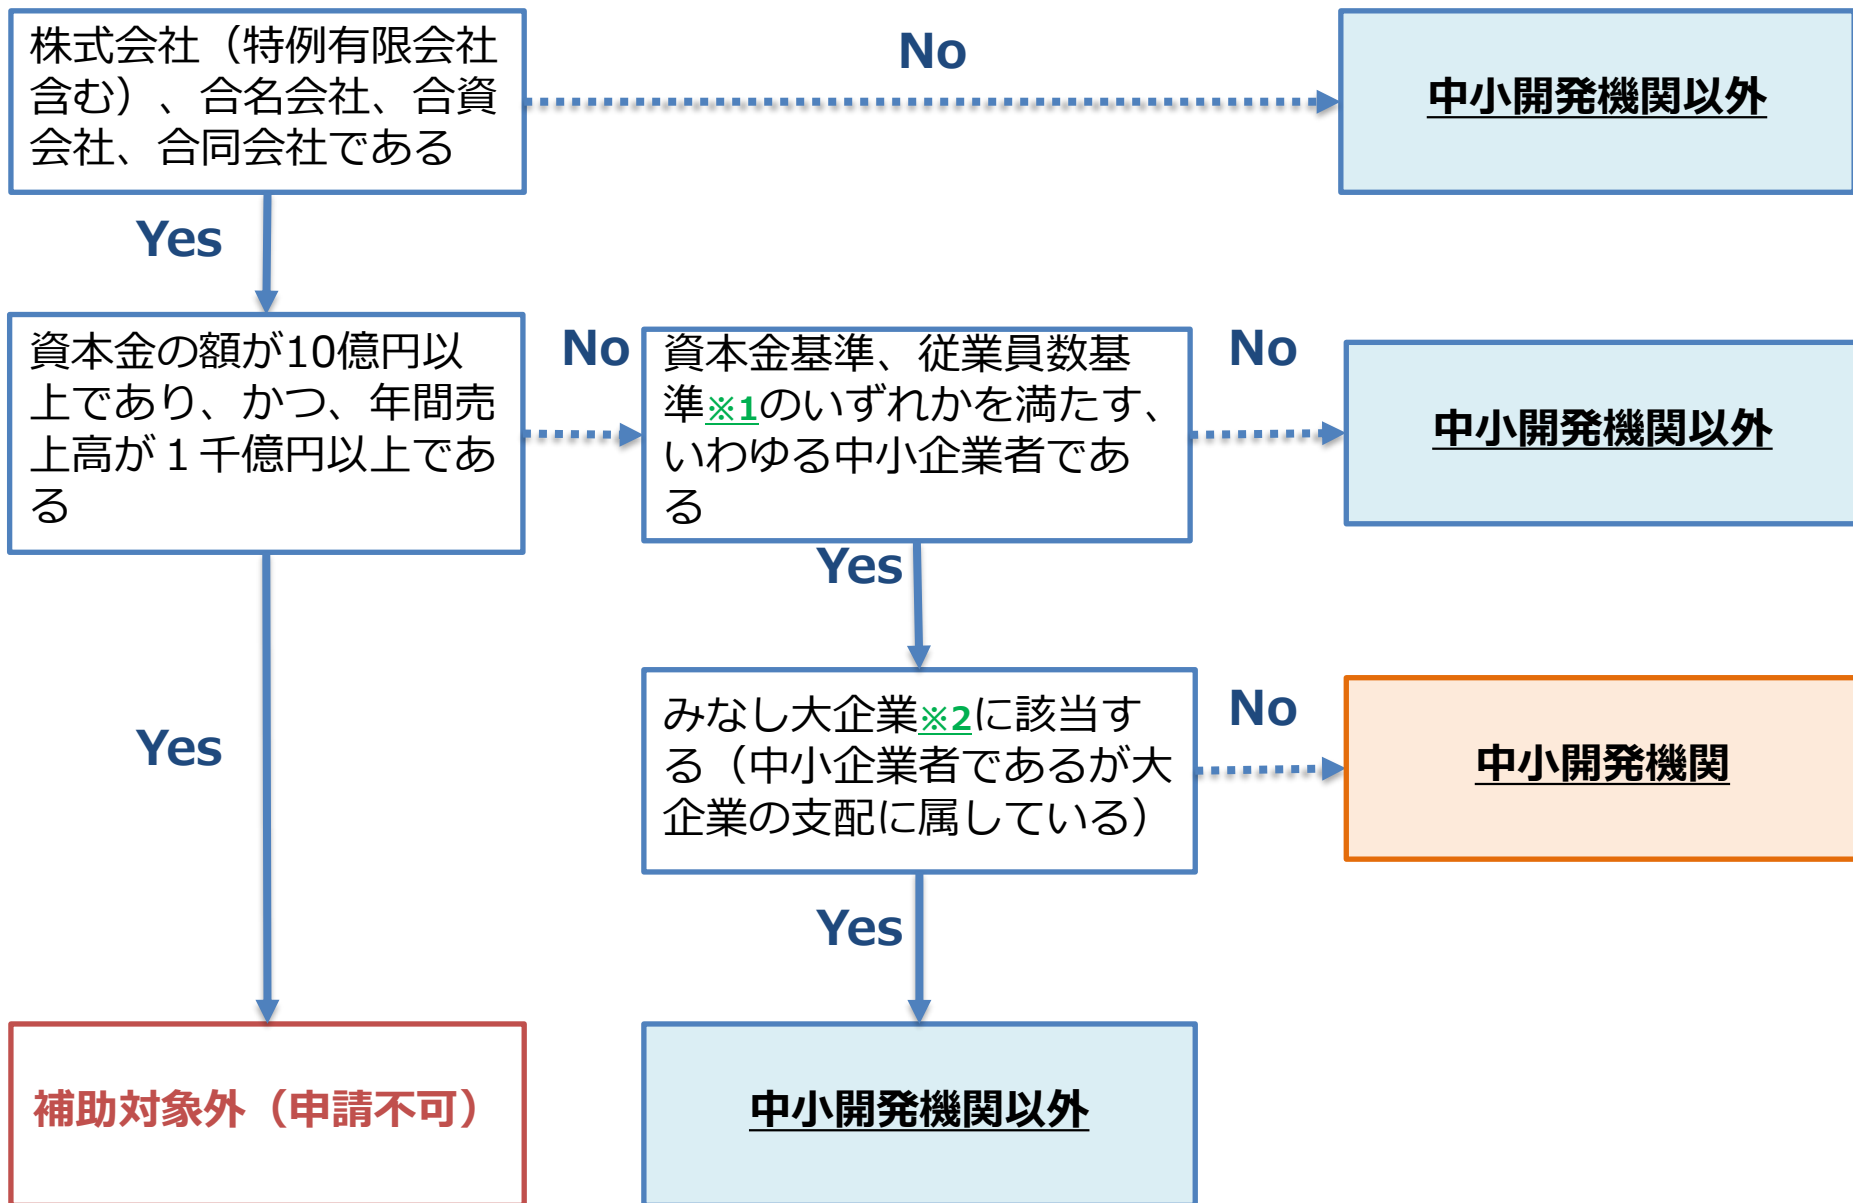 株式会社（特例有限会社
含む）、合名会社、合資
会社、合同会社である
No
中小開発機関以外
Yes
資本金の額が10億円以
上であり、かつ、年間売
上高が１千億円以上であ
る
No
資本金基準、従業員数基
準※1のいずれかを満たす、
いわゆる中小企業者であ
る
No
中小開発機関以外
Yes
みなし大企業※2に該当す
る（中小企業者であるが大
企業の支配に属している）
No
中小開発機関
Yes
Yes
補助対象外（申請不可）
中小開発機関以外